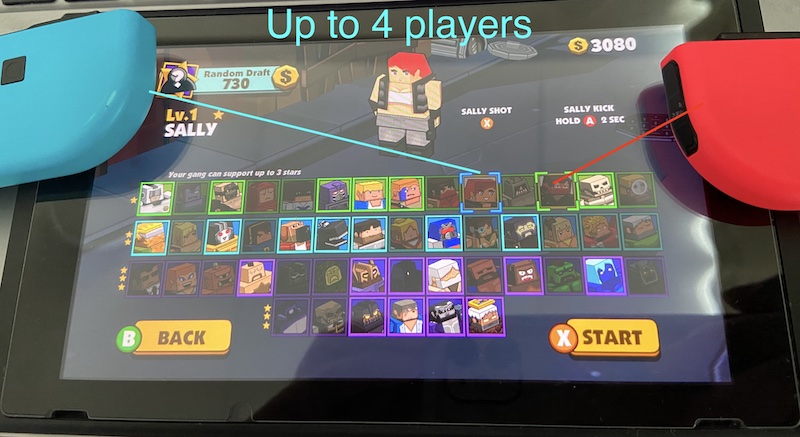 Up to 4 players
Random Draft
730
$
$ 3080
Lv.1
SALLY
SALLY SHOT
X
SALLY KICK
HOLD A 2 SEC
Your gang can support up to 3 stars
B BACK
X START